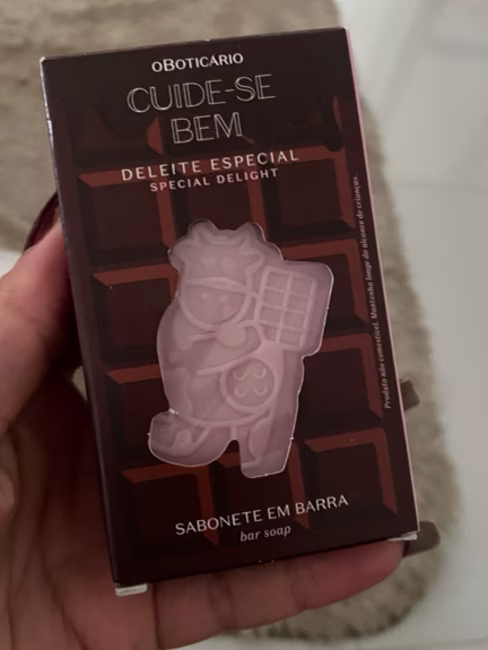 oBOTICÁRIO
CUIDE-SE
BEM
DELEITE ESPECIAL
SPECIAL DELIGHT
Produto não comestível. Mantenha longe do alcance de crianças.
SABONETE EM BARRA
bar soap